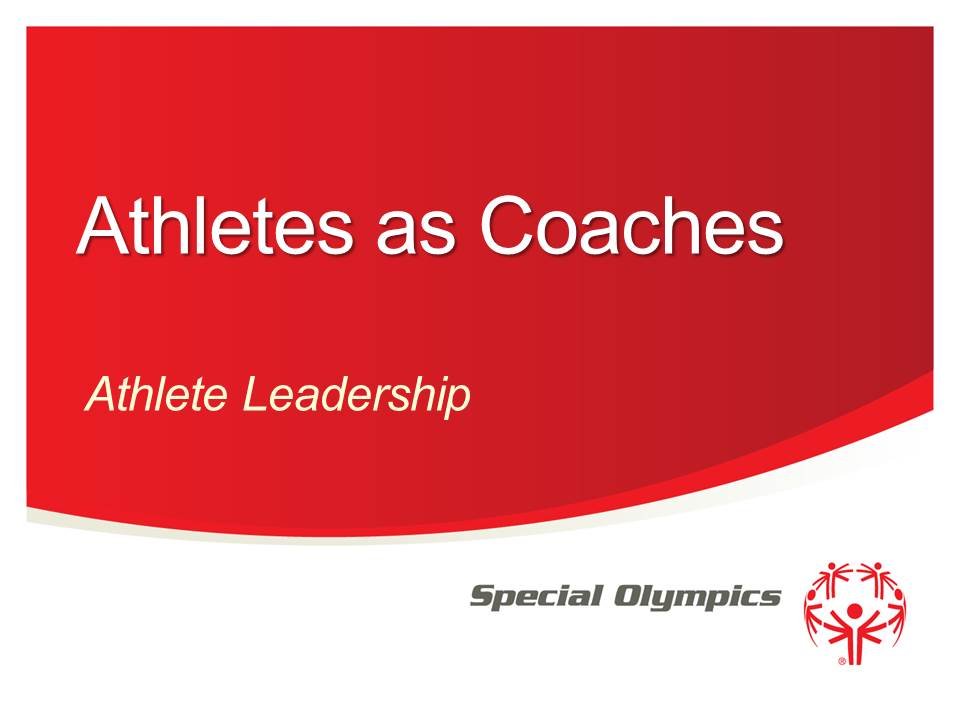 Athletes as Coaches
Athlete Leadership
Special Olympics
®